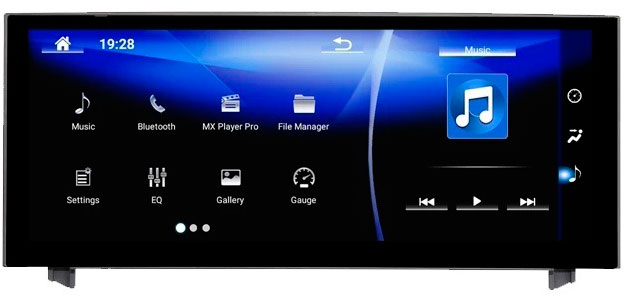 19:28
Music
Music
Bluetooth
MX Player Pro
File Manager
Settings
EQ
Gallery
Gauge